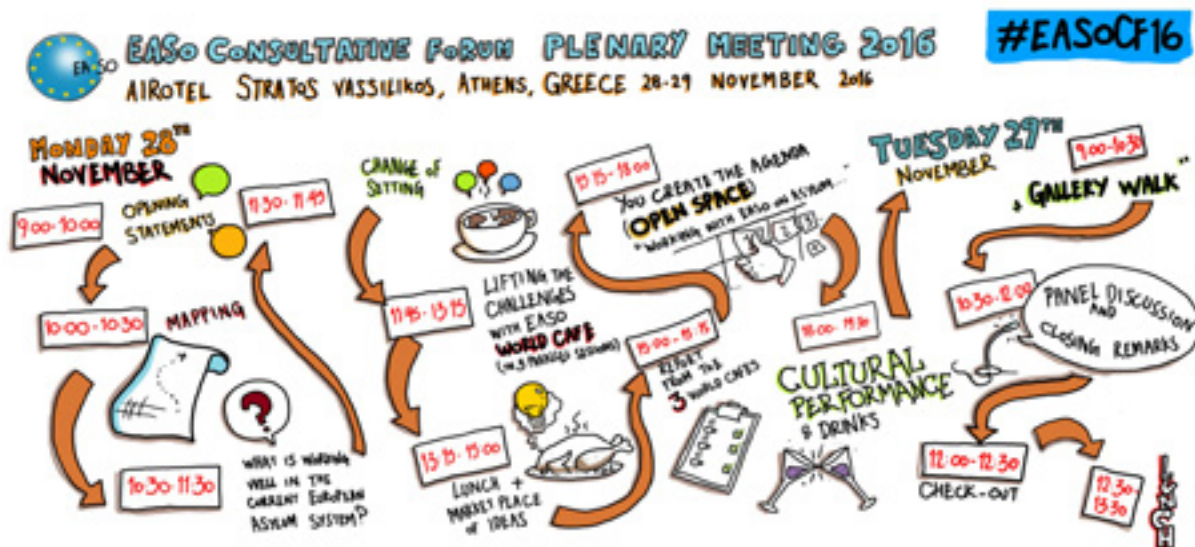 EASO
EASO CONSULTATIVE FORUM PLENARY MEETING 2016
#EASOCF16
AIROTEL STRATOS VASSILIKOS, ATHENS, GREECE 28-29 NOVEMBER 2016
MONDAY 28TH
NOVEMBER
9:00-10:00
OPENING
STATEMENTS
10:00-10:30
MAPPING
10:30-11:30
?
WHAT IS WORKING
WELL IN THE
CURRENT EUROPEAN
ASYLUM SYSTEM?
11:30-11:45
CHANGE OF
SETTING
11:45-13:15
LIFTING THE
CHALLENGES
WITH EASO
WORLD CAFE
13:15-15:00
LUNCH +
MARKET PLACE
OF IDEAS
15:00-15:15
REPORT
FROM THE
3 WORLD CAFES
15:15-18:00
YOU CREATE THE AGENDA
(OPEN SPACE)
"WORKING WITH EASO ON ASYLUM..."
1 2 3
CULTURAL
PERFORMANCE
& DRINKS
TUESDAY 29TH
NOVEMBER
9:00-10:30
"GALLERY WALK"
10:30-12:00
PANEL DISCUSSION
AND
CLOSING REMARKS
12:00-12:30
CHECK-OUT
12:30
13:30
LUNCH